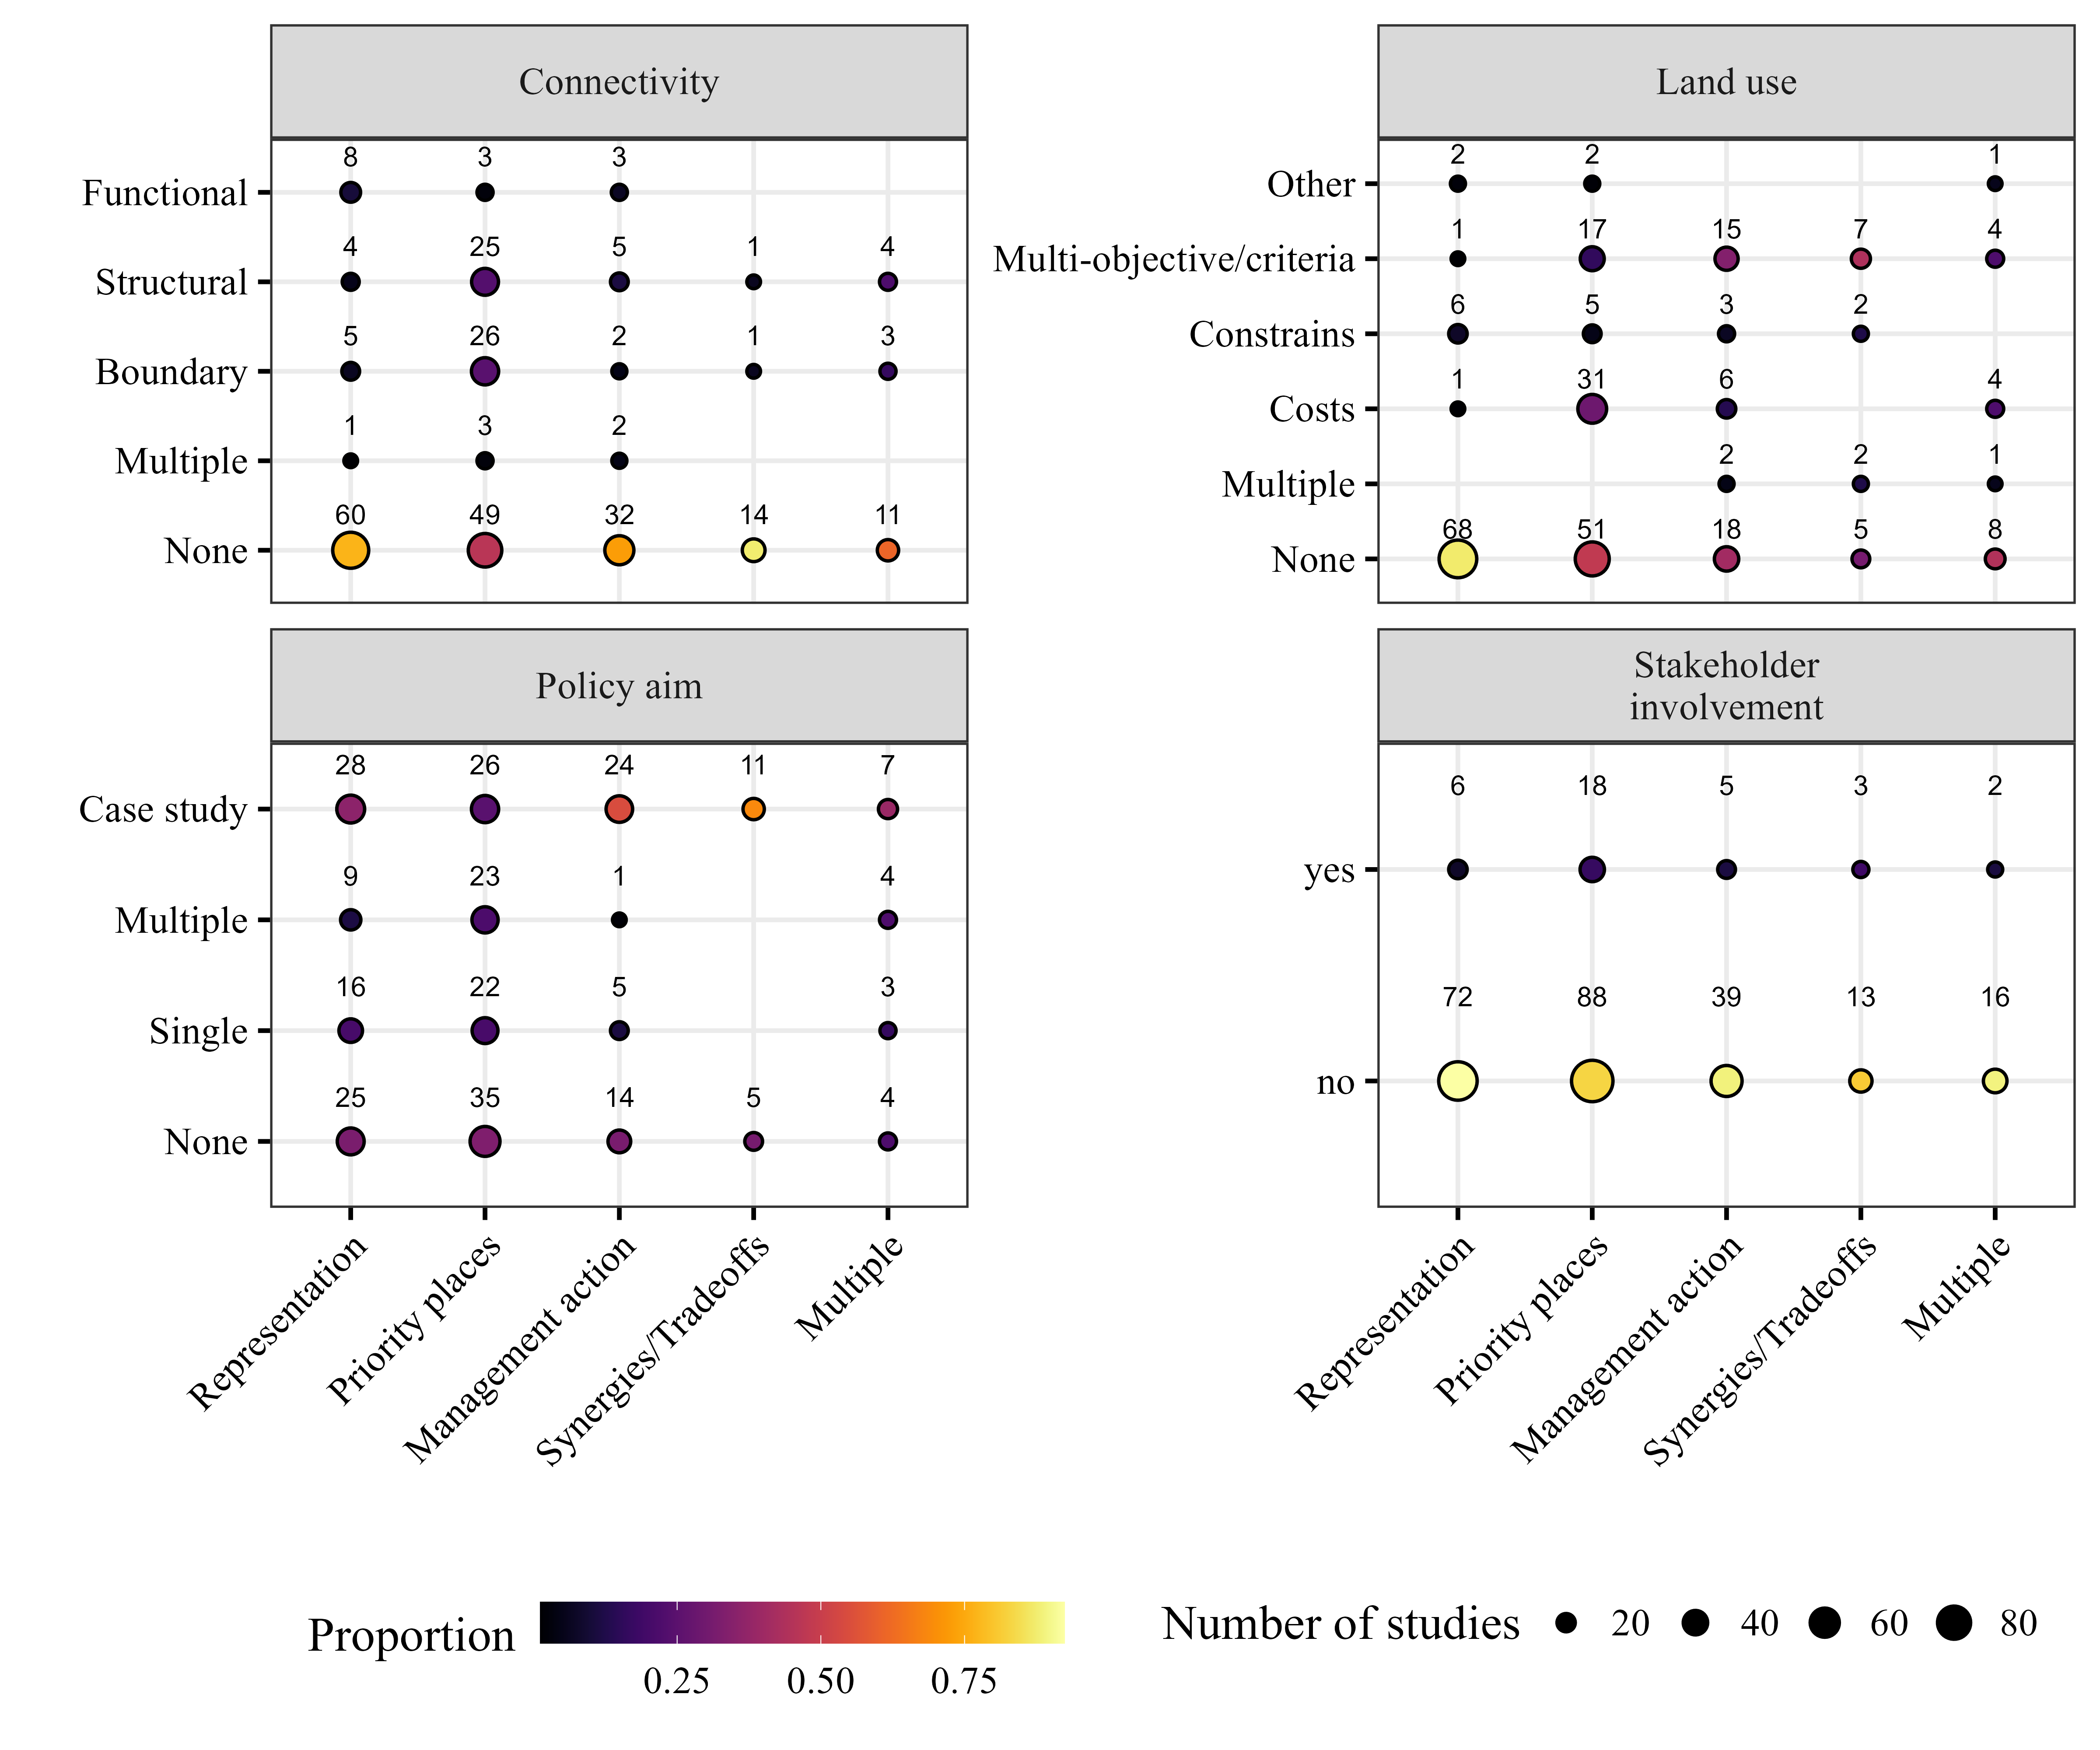 Connectivity
8 3 3
Functional
4 25 5 1 4
Structural
5 26 2 1 3
Boundary
1 3 2
Multiple
60 49 32 14 11
None
Land use
2 2 1
Other
1 17 15 7 4
Multi-objective/criteria
6 5 3 2
Constrains
1 31 6 4
Costs
2 2 1
Multiple
68 51 18 5 8
None
Policy aim
28 26 24 11 7
Case study
9 23 1 4
Multiple
16 22 5 3
Single
25 35 14 5 4
None
Representation
Priority places
Management action
Synergies/Tradeoffs
Multiple
Stakeholder
involvement
6 18 5 3 2
yes
72 88 39 13 16
no
Representation
Priority places
Management action
Synergies/Tradeoffs
Multiple
Proportion
0.25 0.50 0.75
Number of studies 20 40 60 80